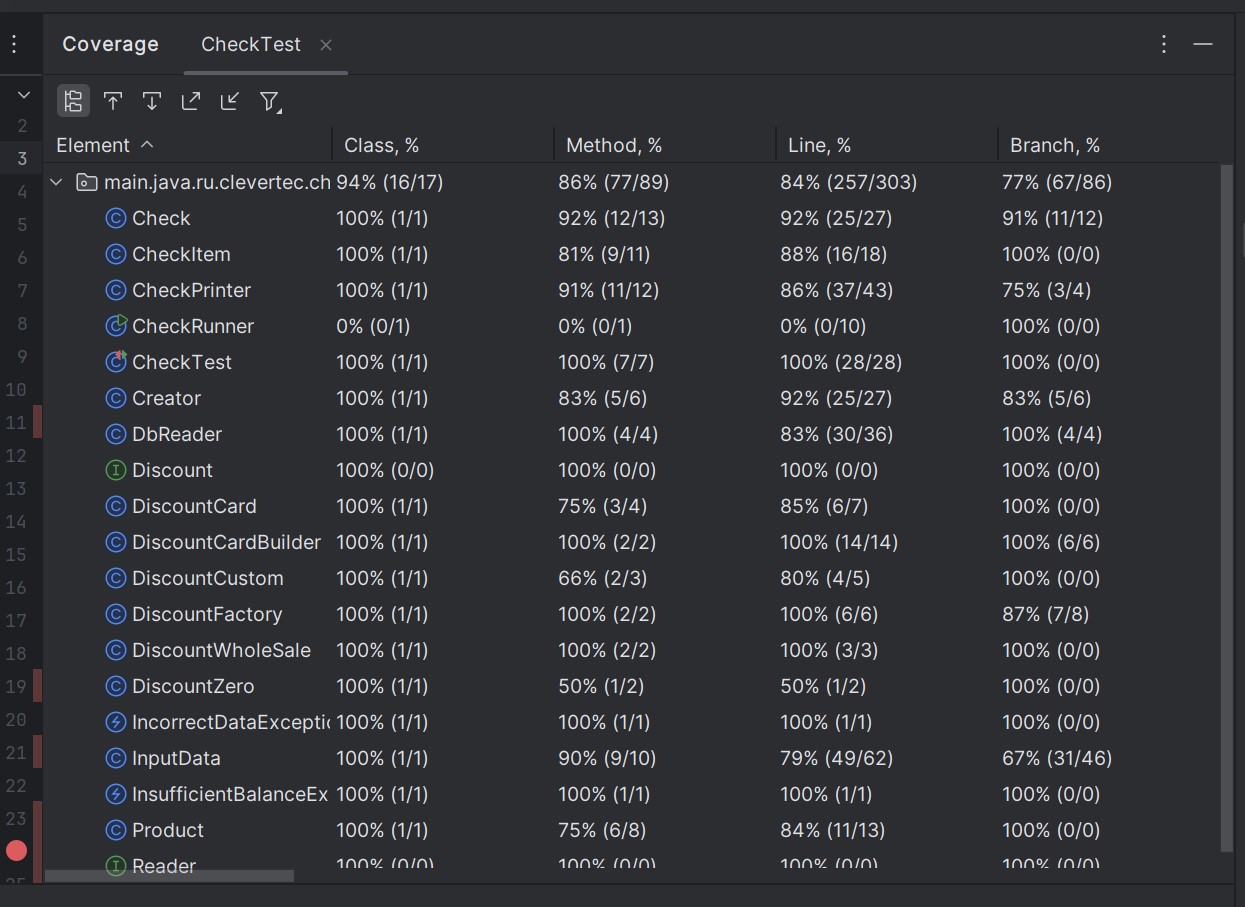 Coverage CheckTest
Element Class, % Method, % Line, % Branch, %
main.java.ru.clevertec.ch 94% (16/17) 86% (77/89) 84% (257/303) 77% (67/86)
Check 100% (1/1) 92% (12/13) 92% (25/27) 91% (11/12)
CheckItem 100% (1/1) 81% (9/11) 88% (16/18) 100% (0/0)
CheckPrinter 100% (1/1) 91% (11/12) 86% (37/43) 75% (3/4)
CheckRunner 0% (0/1) 0% (0/1) 0% (0/10) 100% (0/0)
CheckTest 100% (1/1) 100% (7/7) 100% (28/28) 100% (0/0)
Creator 100% (1/1) 83% (5/6) 92% (25/27) 83% (5/6)
DbReader 100% (1/1) 100% (4/4) 83% (30/36) 100% (4/4)
Discount 100% (0/0) 100% (0/0) 100% (0/0) 100% (0/0)
DiscountCard 100% (1/1) 75% (3/4) 85% (6/7) 100% (0/0)
DiscountCardBuilder 100% (1/1) 100% (2/2) 100% (14/14) 100% (6/6)
DiscountCustom 100% (1/1) 66% (2/3) 80% (4/5) 100% (0/0)
DiscountFactory 100% (1/1) 100% (2/2) 100% (6/6) 87% (7/8)
DiscountWholeSale 100% (1/1) 100% (2/2) 100% (3/3) 100% (0/0)
DiscountZero 100% (1/1) 50% (1/2) 50% (1/2) 100% (0/0)
IncorrectDataExceptic 100% (1/1) 100% (1/1) 100% (1/1) 100% (0/0)
InputData 100% (1/1) 90% (9/10) 79% (49/62) 67% (31/46)
InsufficientBalanceEx 100% (1/1) 100% (1/1) 100% (1/1) 100% (0/0)
Product 100% (1/1) 75% (6/8) 84% (11/13) 100% (0/0)
Reader 100% (0/0) 100% (0/0) 100% (0/0) 100% (0/0)
2
3
4
5
6
7
8
9
10
11
12
13
14
15
16
17
18
19
20
21
22
23
25